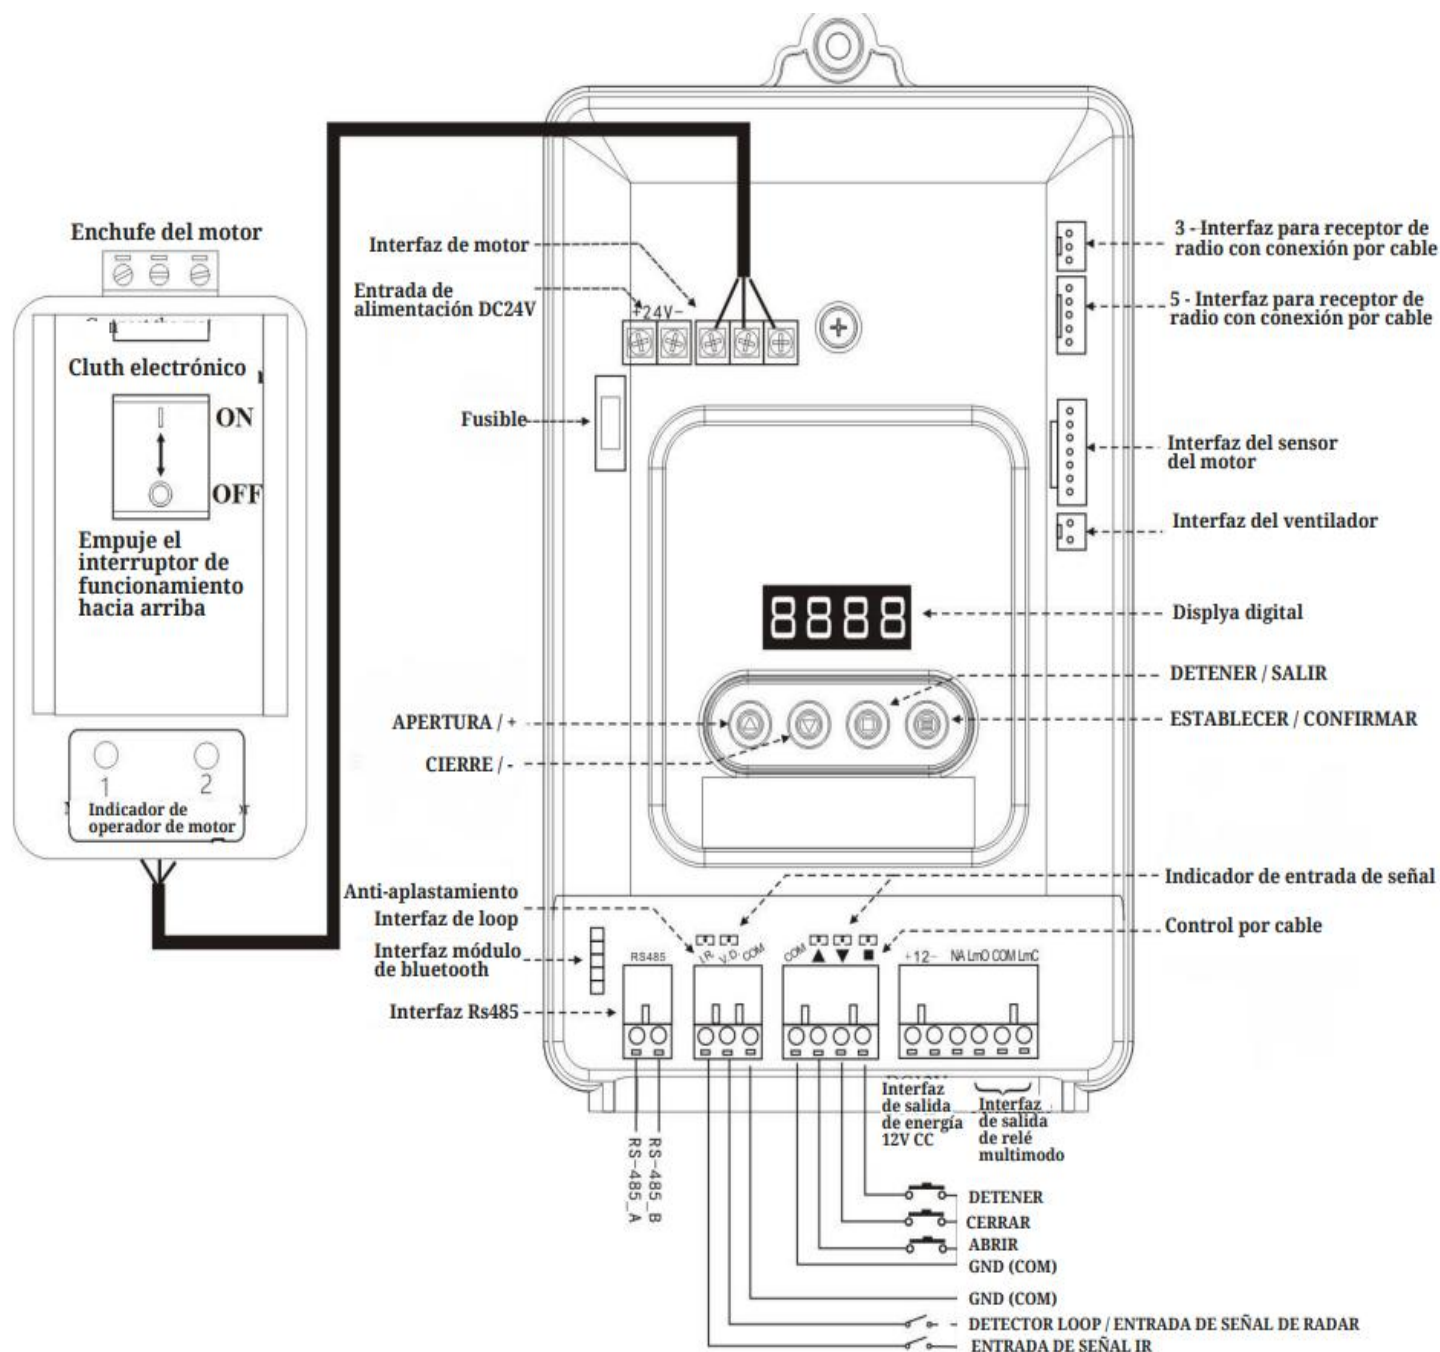 Enchufe del motor
Cluth electrónico
ON
OFF
Empuje el
interruptor de
funcionamiento
hacia arriba
1
2
Indicador de
operador de motor
Interfaz de motor
Entrada de
alimentación DC24V
+24V-
Fusible
3 - Interfaz para receptor de
radio con conexión por cable
5 - Interfaz para receptor de
radio con conexión por cable
Interfaz del sensor
del motor
Interfaz del ventilador
8888
Displya digital
DETENER / SALIR
APERTURA / +
ESTABLECER / CONFIRMAR
CIERRE / -
Indicador de entrada de señal
Anti-aplastamiento
Interfaz de loop
Control por cable
Interfaz módulo
de bluetooth
Interfaz Rs485
RS485
I.R. V.D. COM
COM ▲ ▼ ■
+12- NA LmO COM LmC
Interfaz
de salida
de energía
12V CC
Interfaz
de salida
de relé
multimodo
RS-485_A
RS-485_B
DETENER
CERRAR
ABRIR
GND (COM)
GND (COM)
DETECTOR LOOP / ENTRADA DE SEÑAL DE RADAR
ENTRADA DE SEÑAL IR